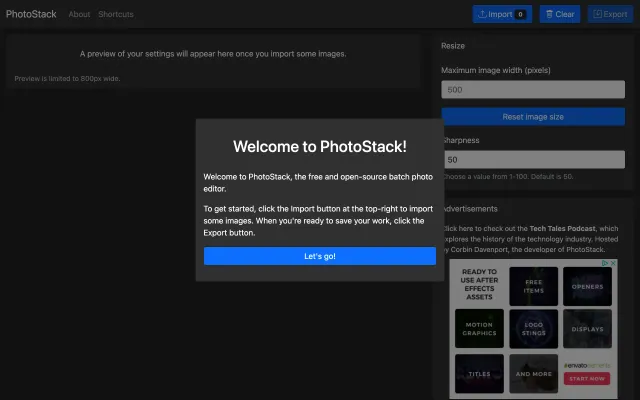 PhotoStack
About
Shortcuts
Import 0
Clear
Export
A preview of your settings will appear here once you import some images.
Preview is limited to 800px wide.
Resize
Maximum image width (pixels)
500
Reset image size
Sharpness
50
Choose a value from 1-100. Default is 50.
Welcome to PhotoStack!
Welcome to PhotoStack, the free and open-source batch photo
editor.
To get started, click the Import button at the top-right to import
some images. When you're ready to save your work, click the
Export button.
Let's go!
Advertisements
Click here to check out the Tech Tales Podcast, which
explores the history of the technology industry. Hosted
by Corbin Davenport, the developer of PhotoStack.
READY TO
USE AFTER
EFFECTS
ASSETS
FREE
ITEMS
OPENERS
MOTION
GRAPHICS
LOGO
STINGS
DISPLAYS
TITLES
AND MORE
envato elements
START NOW